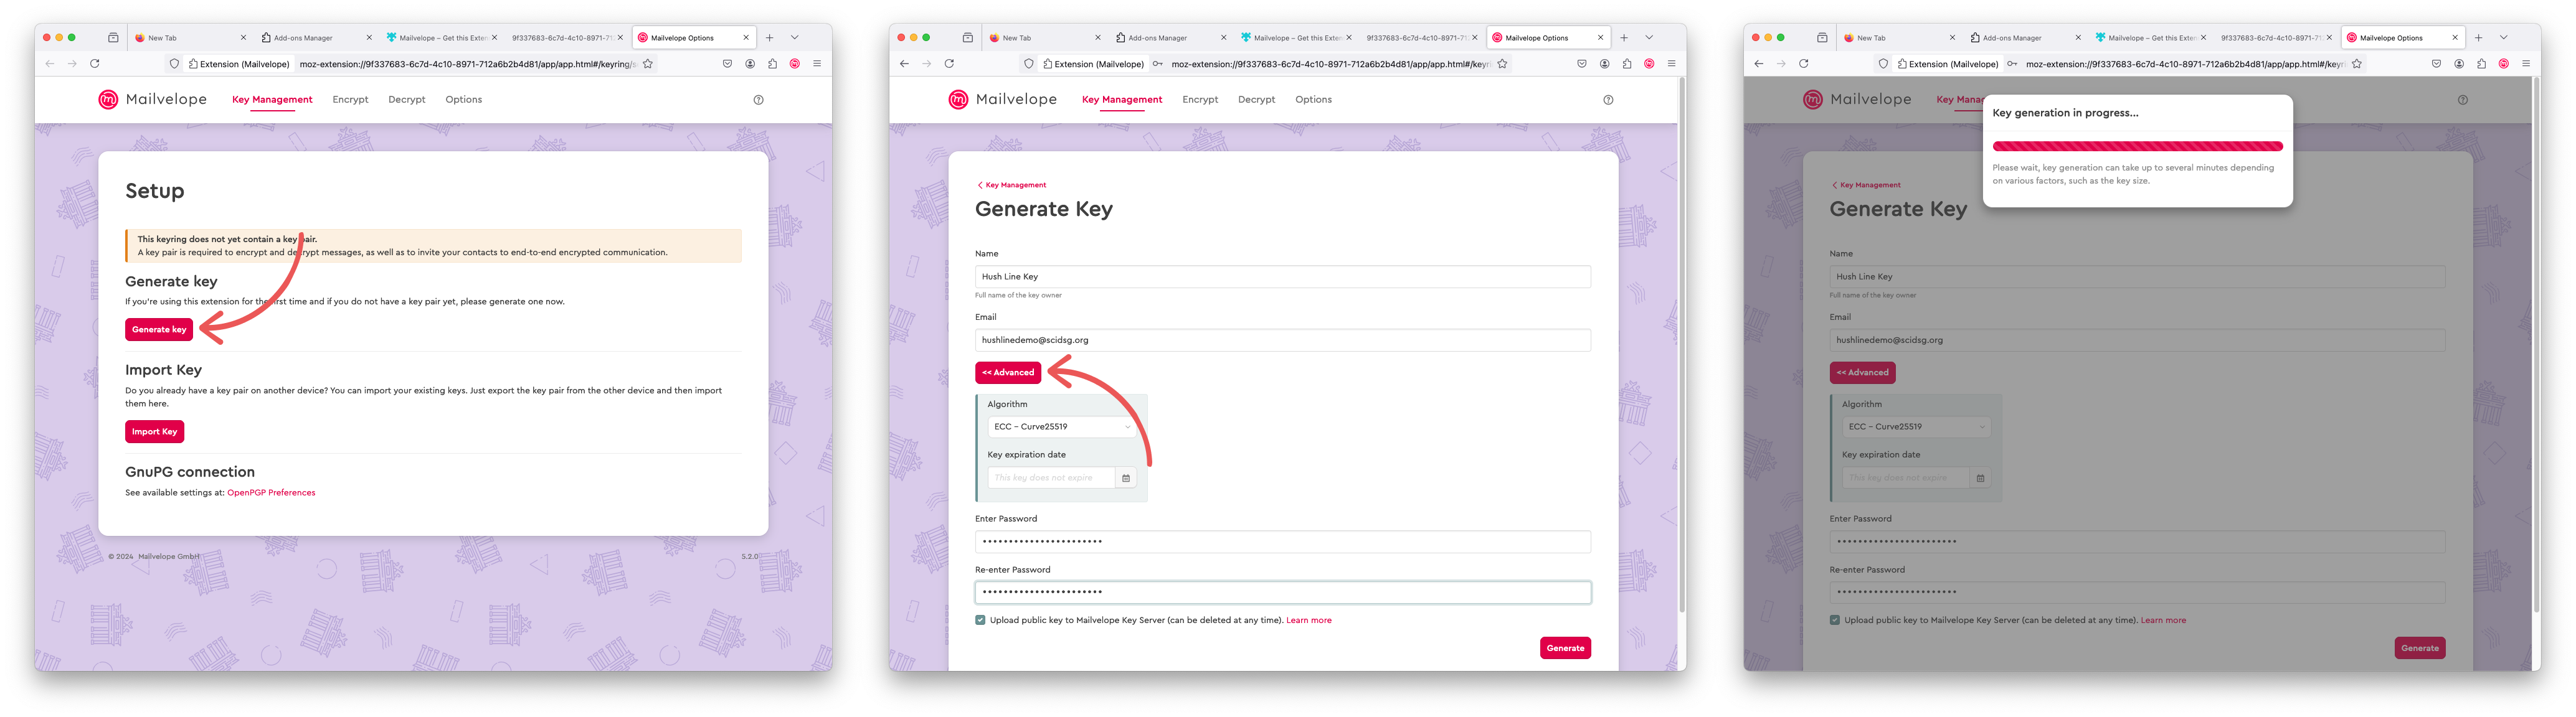 New Tab
Add-ons Manager
Mailvelope – Get this Exten
9f337683-6c7d-4c10-8971-71
Mailvelope Options
Extension (Mailvelope)
moz-extension://9f337683-6c7d-4c10-8971-712a6b2b4d81/app/app.html#/keyring/s
Mailvelope
Key Management
Encrypt
Decrypt
Options
Setup
This keyring does not yet contain a key pair.
A key pair is required to encrypt and decrypt messages, as well as to invite your contacts to end-to-end encrypted communication.
Generate key
If you're using this extension for the first time and if you do not have a key pair yet, please generate one now.
Generate key
Import Key
Do you already have a key pair on another device? You can import your existing keys. Just export the key pair from the other device and then import
them here.
Import Key
GnuPG connection
See available settings at: OpenPGP Preferences
© 2024 Mailvelope GmbH
5.2.0
New Tab
Add-ons Manager
Mailvelope – Get this Exten
9f337683-6c7d-4c10-8971-71
Mailvelope Options
Extension (Mailvelope)
moz-extension://9f337683-6c7d-4c10-8971-712a6b2b4d81/app/app.html#/keyri
Mailvelope
Key Management
Encrypt
Decrypt
Options
Key Management
Generate Key
Name
Hush Line Key
Full name of the key owner
Email
hushlinedemo@scidsg.org
<< Advanced
Algorithm
ECC – Curve25519
Key expiration date
This key does not expire
Enter Password
Re-enter Password
Upload public key to Mailvelope Key Server (can be deleted at any time). Learn more
Generate
New Tab
Add-ons Manager
Mailvelope – Get this Exten
9f337683-6c7d-4c10-8971-71
Mailvelope Options
Extension (Mailvelope)
moz-extension://9f337683-6c7d-4c10-8971-712a6b2b4d81/app/app.html#/keyri
Mailvelope
Key Mana
Key generation in progress...
Please wait, key generation can take up to several minutes depending
on various factors, such as the key size.
Key Management
Generate Key
Name
Hush Line Key
Full name of the key owner
Email
hushlinedemo@scidsg.org
<< Advanced
Algorithm
ECC – Curve25519
Key expiration date
This key does not expire
Enter Password
Re-enter Password
Upload public key to Mailvelope Key Server (can be deleted at any time). Learn more
Generate